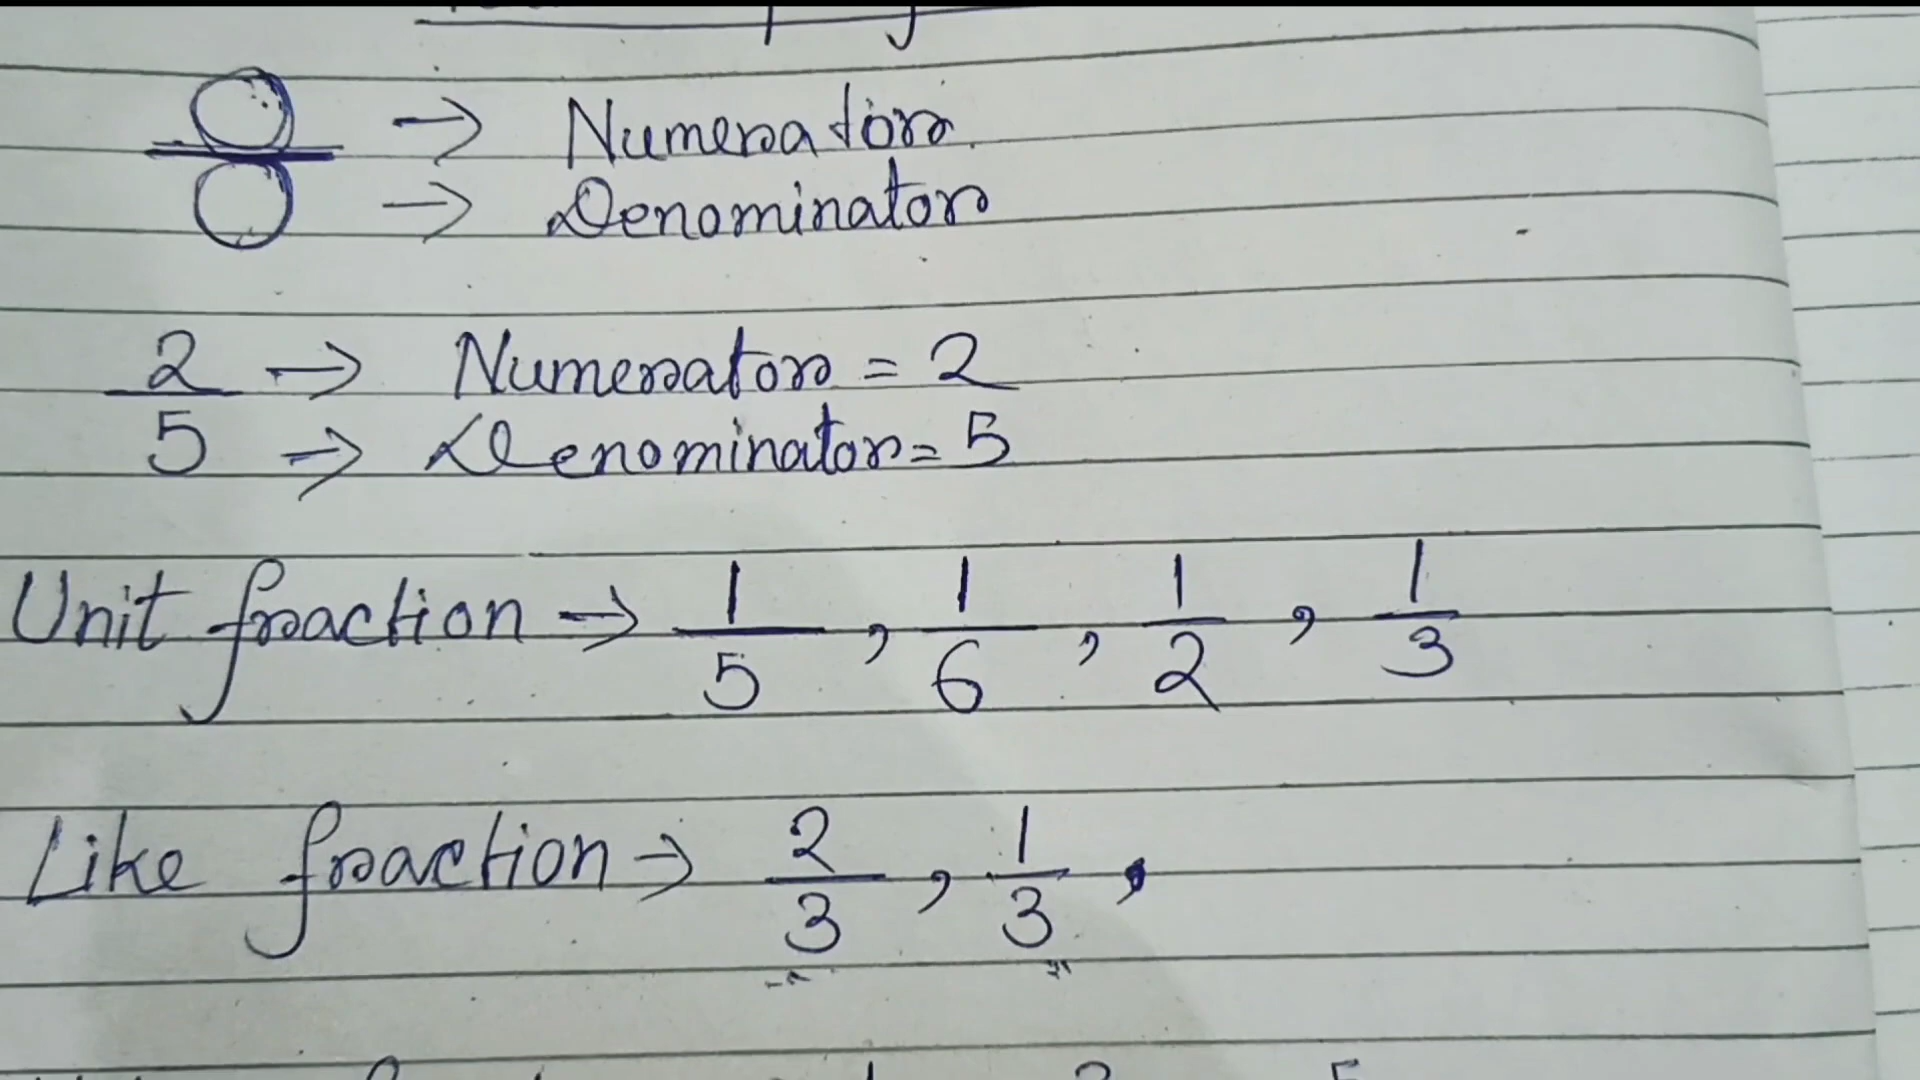 → Numerator
→ Denominator
2/5 → Numerator = 2
→ Denominator = 5
Unit fraction → 1/5, 1/6, 1/2, 1/3
Like fraction → 2/3, 1/3,